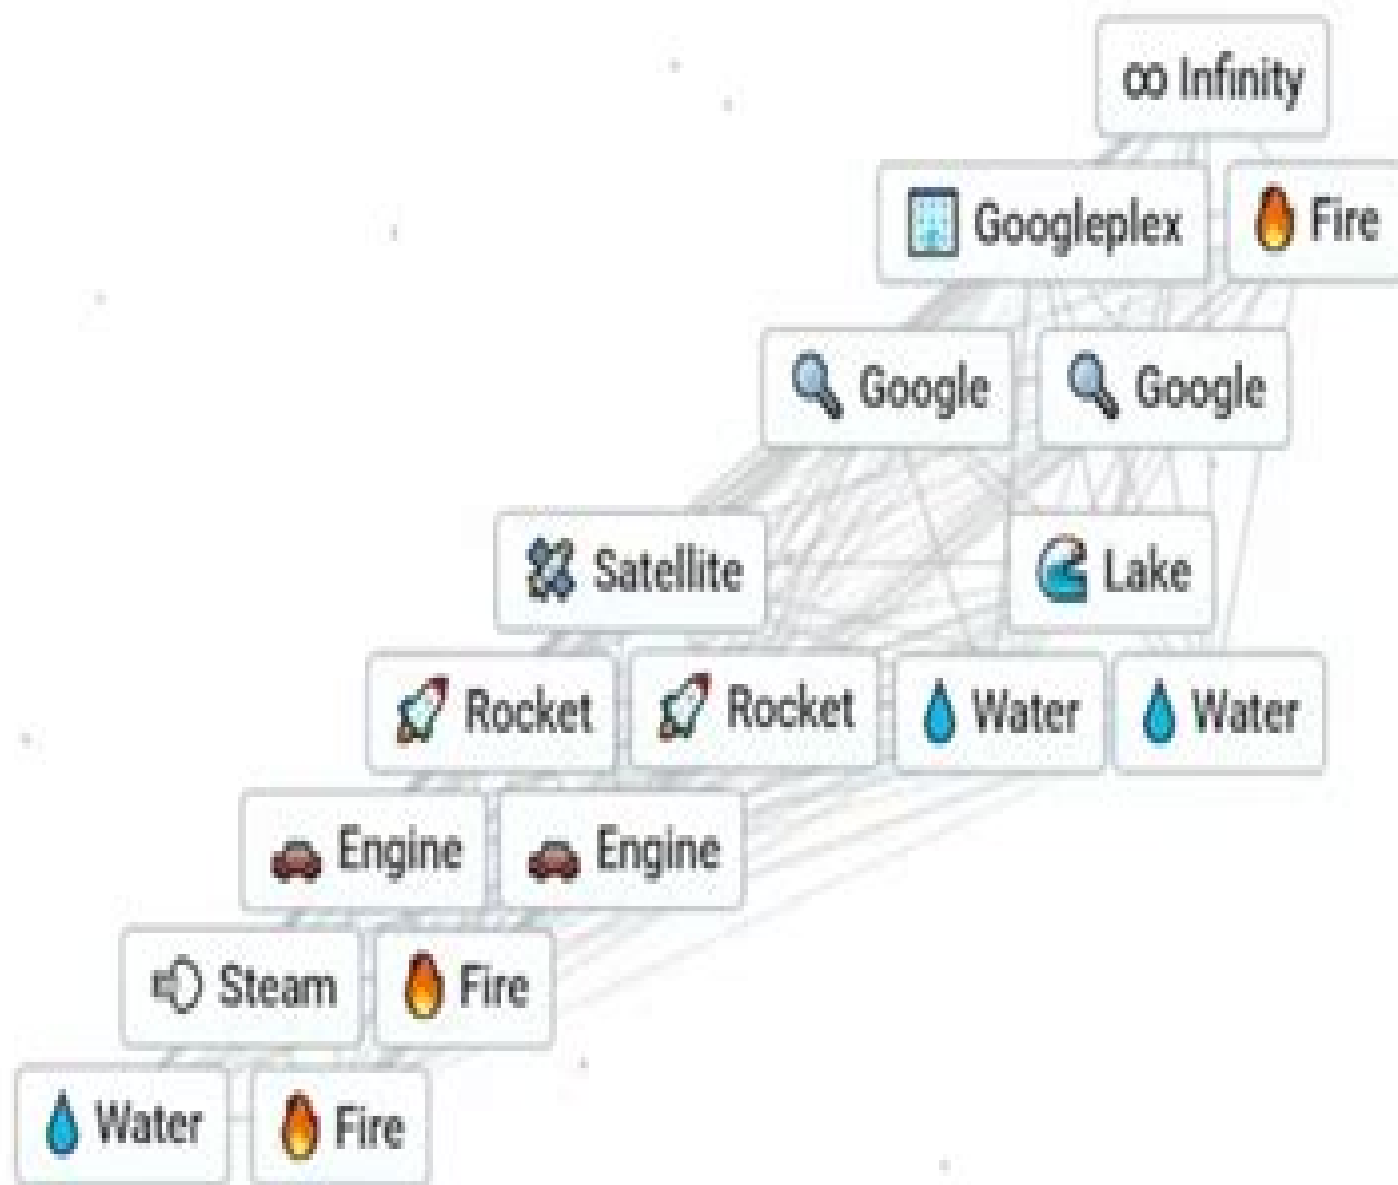 ∞ Infinity
Googleplex Fire
Google Google
Satellite Lake
Rocket Rocket Water Water
Engine Engine
Steam Fire
Water Fire